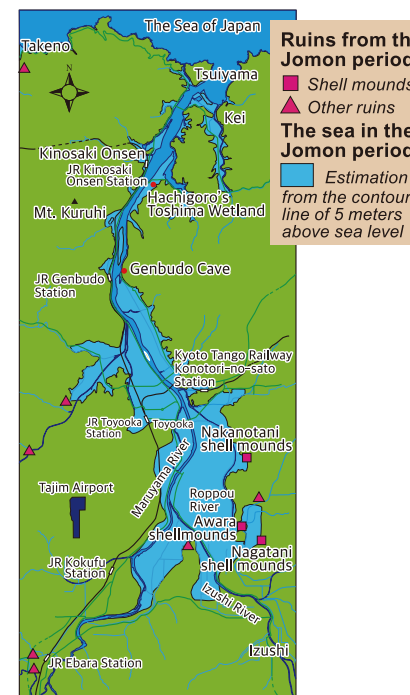 The Sea of Japan
Takeno
Tsuiyama
N
Kei
Kinosaki Onsen
JR Kinosaki
Onsen Station
Hachigoro's
Toshima Wetland
Mt. Kuruhi
Genbudo Cave
JR Genbudo
Station
Kyoto Tango Railway
Konotori-no-sato
Station
JR Toyooka
Station
Toyooka
Nakanotani
shell mounds
Maruyama River
Tajim Airport
Roppou
River
Awara
shellmounds
Nagatani
shell mounds
JR Kokufu
Station
Izushi River
Izushi
JR Ebara Station
Ruins from th
Jomon period
Shell mounds
Other ruins
The sea in the
Jomon period
Estimation
from the contour
line of 5 meters
above sea level